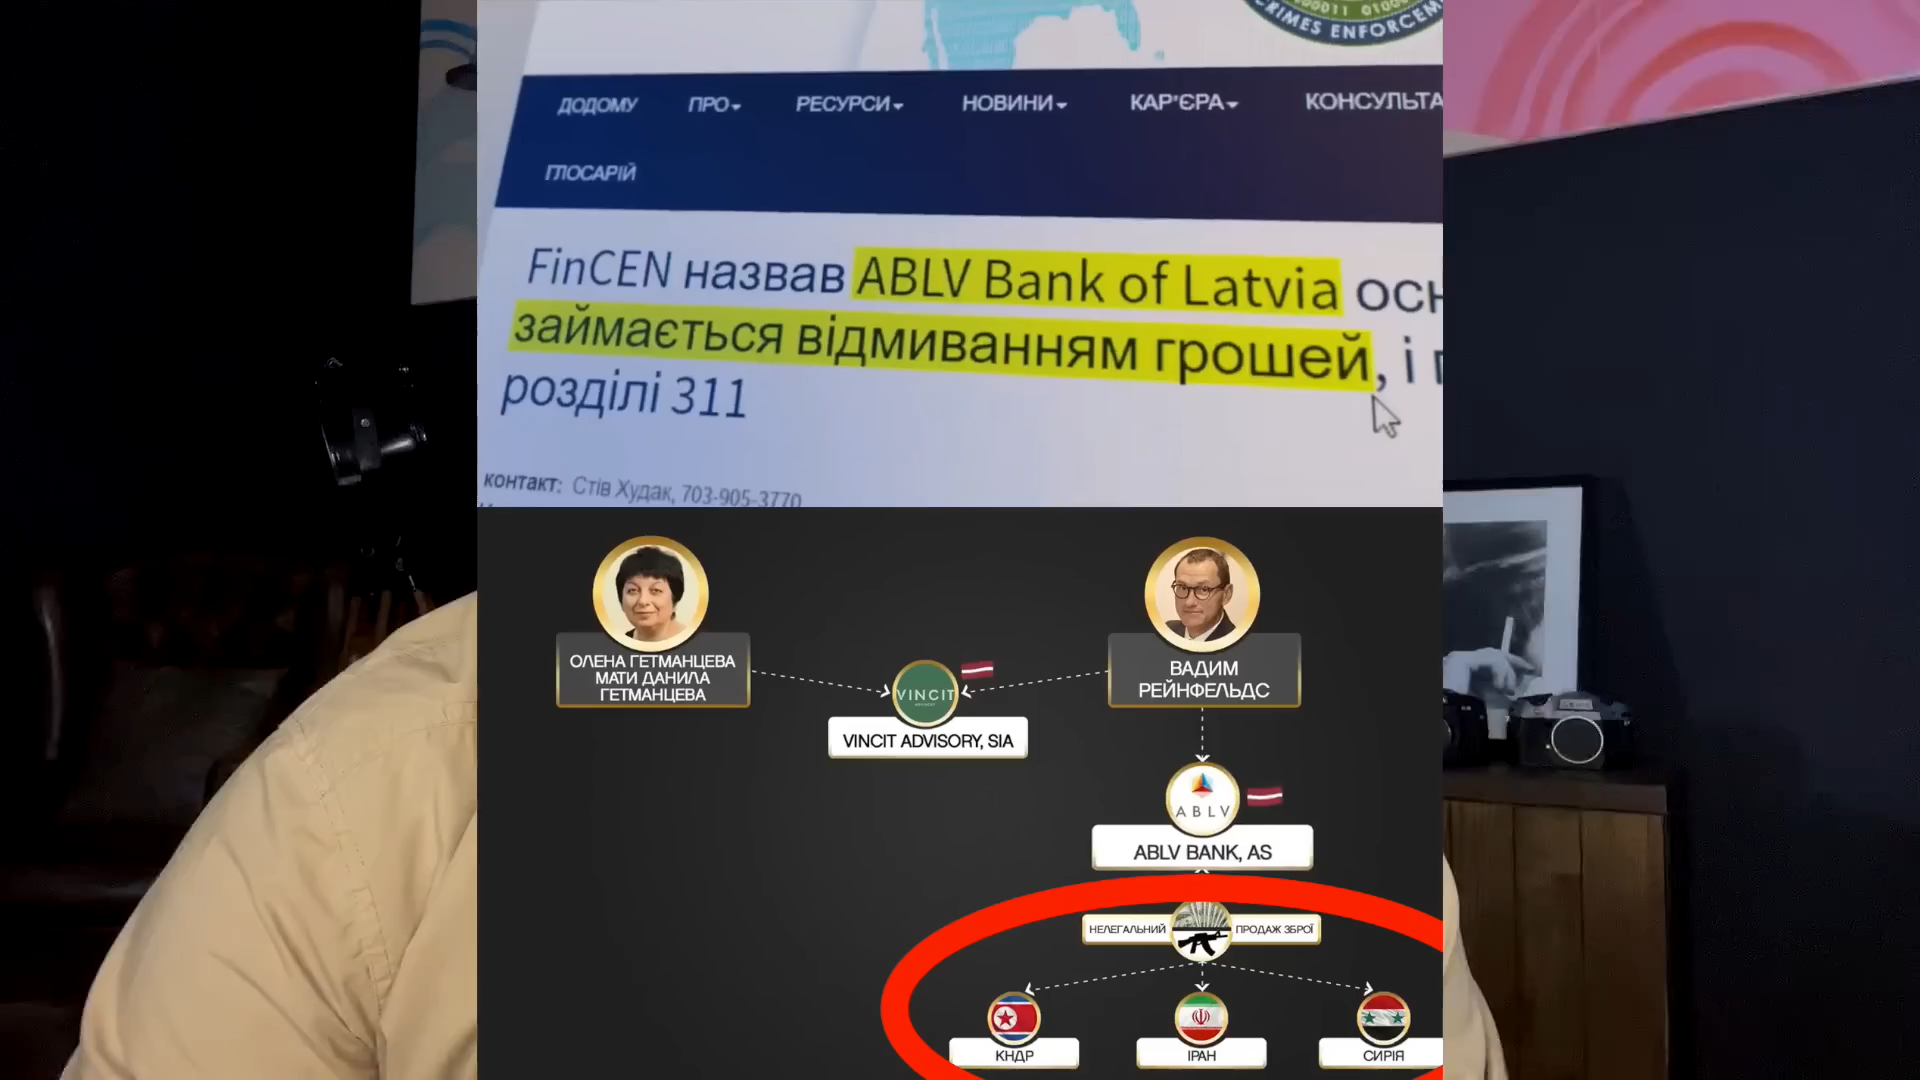 CRIMES ENFORCEM
ДОДОМУ ПРО РЕСУРСИ НОВИНИ КАР'ЄРА КОНСУЛЬТА
ГЛОСАРІЙ
FinCEN назвав ABLV Bank of Latvia осн
займається відмиванням грошей, і п
розділі 311
контакт: Стів Худак, 703-905-3770
ОЛЕНА ГЕТМАНЦЕВА
МАТИ ДАНИЛА
ГЕТМАНЦЕВА
VINCIT
VINCIT ADVISORY, SIA
ВАДИМ
РЕЙНФЕЛЬДС
ABLV
ABLV BANK, AS
НЕЛЕГАЛЬНИЙ ПРОДАЖ ЗБРОЇ
КНДР
ІРАН
СИРІЯ